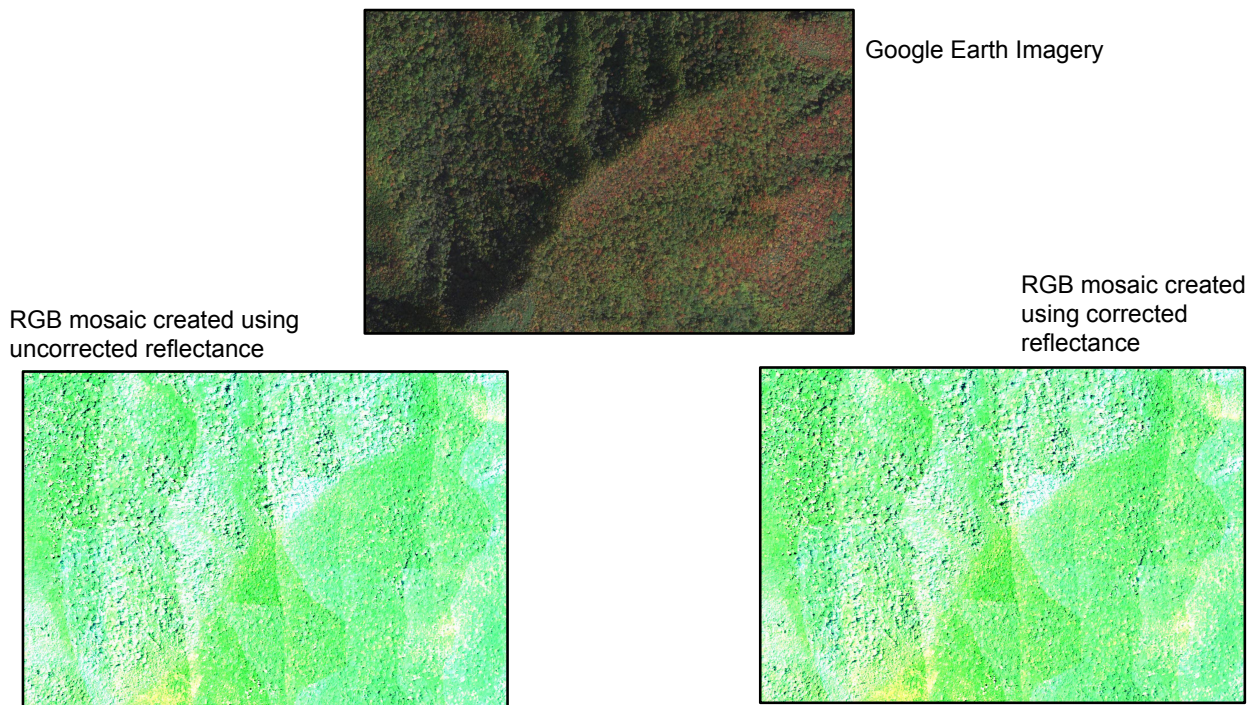 Google Earth Imagery
RGB mosaic created
using corrected
reflectance
RGB mosaic created using
uncorrected reflectance